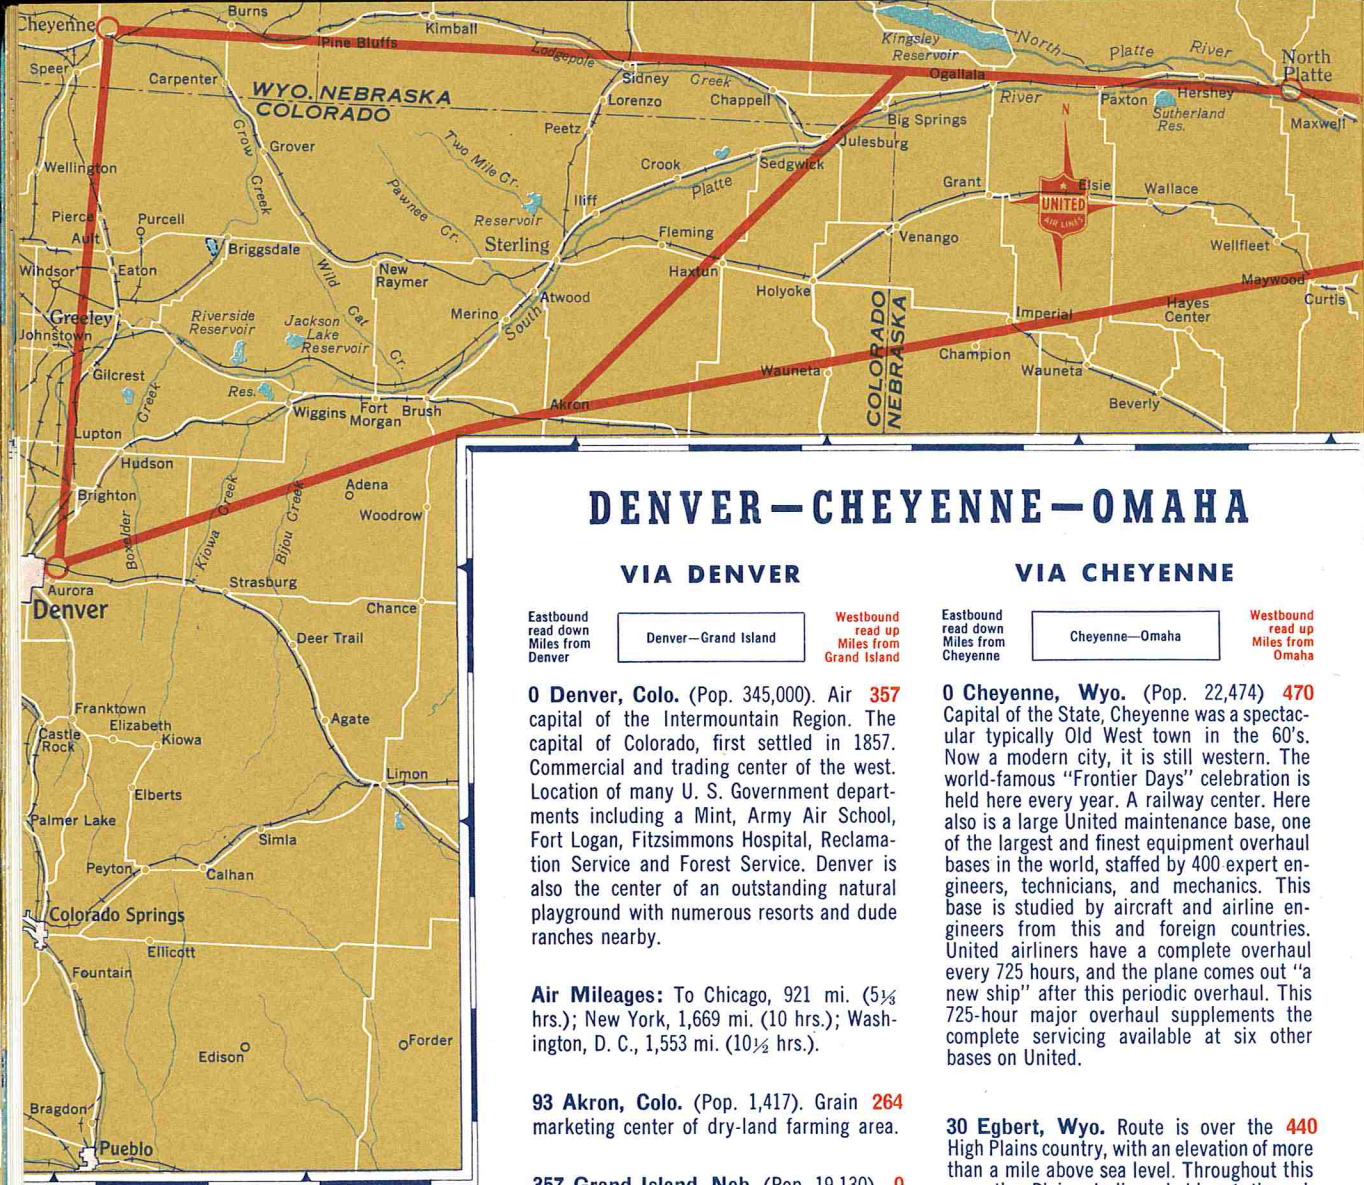 Cheyenne
Burns
Kimball
Pine Bluffs
Speer
Carpenter
WYO. NEBRASKA
COLORADO
Lodgepole
Sidney
Creek
Lorenzo
Chappell
Peetz
Kingsley
Reservoir
North Platte River
Ogallala
North
Platte
River
Paxton
Hershey
Sutherland
Res.
Maxwell
Big Springs
Julesburg
Crow
Creek
Grover
Two Mile Cr.
Crook
Sedgwick
Platte
Wellington
Pawnee
Cr.
Iliff
Reservoir
Sterling
Fleming
Grant
N
Elsie
Wallace
UNITED
AIR LINES
Venango
Wellfleet
Pierce
Purcell
Ault
Briggsdale
Windsor
Eaton
Wild
Cat
Cr.
New
Raymer
Haxtun
Holyoke
Maywood
Curtis
Greeley
Johnstown
Riverside
Reservoir
Jackson
Lake
Reservoir
Merino
Atwood
South
COLORADO
NEBRASKA
Imperial
Hayes
Center
Champion
Wauneta
Wauneta
Beverly
Gilcrest
Creek
Res.
Wiggins
Fort
Morgan
Brush
Akron
Lupton
Hudson
Brighton
Boxelder
Kiowa
Creek
Bijou Creek
Adena
Woodrow
Aurora
Denver
Strasburg
Chance
Deer Trail
Franktown
Elizabeth
Castle
Rock
Kiowa
Agate
Limon
Elberts
Palmer Lake
Simla
Peyton
Calhan
Colorado Springs
Ellicott
Fountain
Edison
Forder
Bragdon
Pueblo
DENVER—CHEYENNE—OMAHA
VIA DENVER
Eastbound
read down
Miles from
Denver
Denver—Grand Island
Westbound
read up
Miles from
Grand Island
0 Denver, Colo. (Pop. 345,000). Air 357
capital of the Intermountain Region. The
capital of Colorado, first settled in 1857.
Commercial and trading center of the west.
Location of many U. S. Government depart-
ments including a Mint, Army Air School,
Fort Logan, Fitzsimmons Hospital, Reclama-
tion Service and Forest Service. Denver is
also the center of an outstanding natural
playground with numerous resorts and dude
ranches nearby.
Air Mileages: To Chicago, 921 mi. (5⅓
hrs.); New York, 1,669 mi. (10 hrs.); Wash-
ington, D. C., 1,553 mi. (10½ hrs.).
93 Akron, Colo. (Pop. 1,417). Grain 264
marketing center of dry-land farming area.
357 Grand Island, Neb. (Pop. 19,130) 0
VIA CHEYENNE
Eastbound
read down
Miles from
Cheyenne
Cheyenne—Omaha
Westbound
read up
Miles from
Omaha
0 Cheyenne, Wyo. (Pop. 22,474) 470
Capital of the State, Cheyenne was a spectac-
ular typically Old West town in the 60's.
Now a modern city, it is still western. The
world-famous "Frontier Days" celebration is
held here every year. A railway center. Here
also is a large United maintenance base, one
of the largest and finest equipment overhaul
bases in the world, staffed by 400 expert en-
gineers, technicians, and mechanics. This
base is studied by aircraft and airline en-
gineers from this and foreign countries.
United airliners have a complete overhaul
every 725 hours, and the plane comes out "a
new ship" after this periodic overhaul. This
725-hour major overhaul supplements the
complete servicing available at six other
bases on United.
30 Egbert, Wyo. Route is over the 440
High Plains country, with an elevation of more
than a mile above sea level. Throughout this